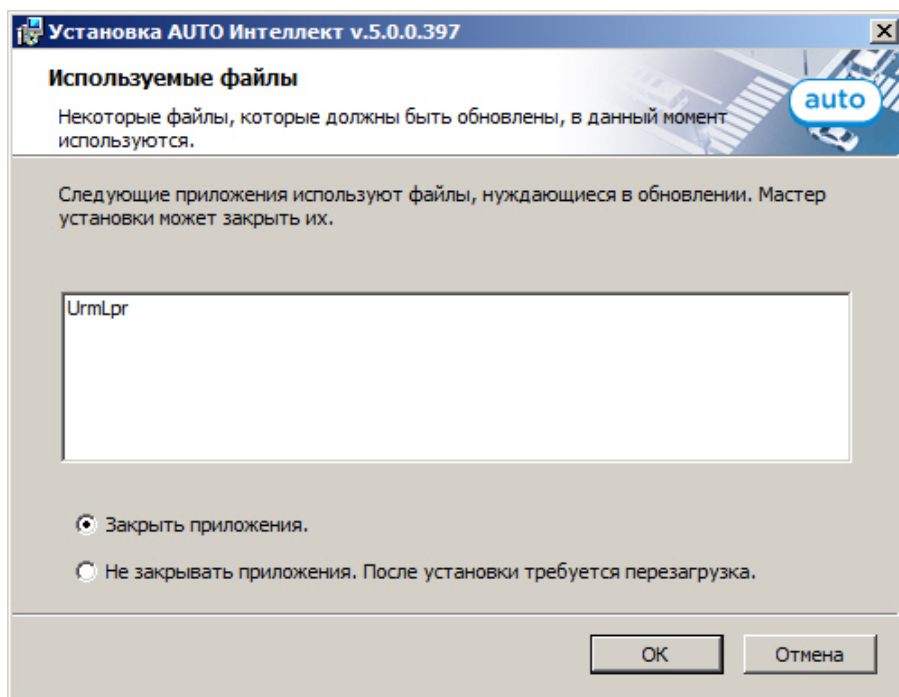 Установка AUTO Интеллект v.5.0.0.397
Используемые файлы
auto
Некоторые файлы, которые должны быть обновлены, в данный момент
используются.
Следующие приложения используют файлы, нуждающиеся в обновлении. Мастер
установки может закрыть их.
UrmLpr
Закрыть приложения.
Не закрывать приложения. После установки требуется перезагрузка.
ОК
Отмена